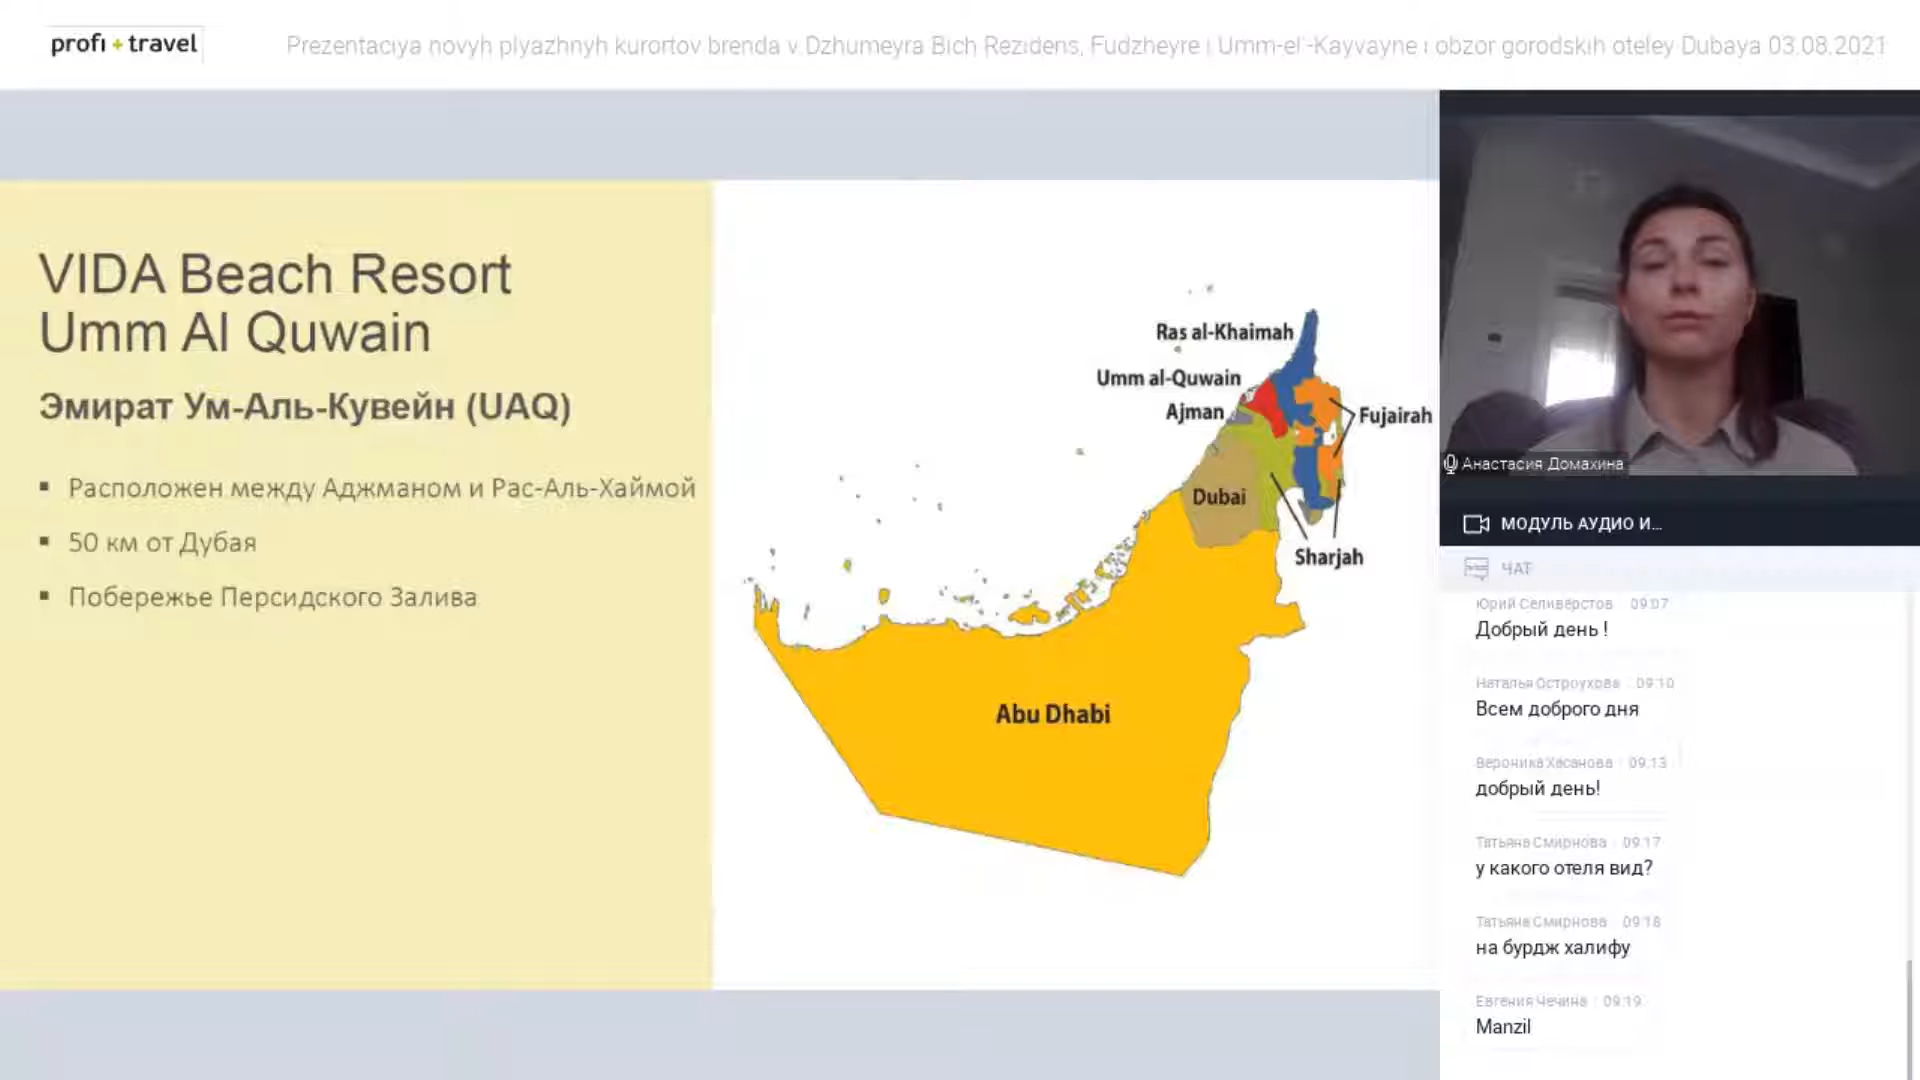 profi + travel
Prezentaciya novyh plyazhnyh kurortov brenda v Dzhumeyra Bich Rezidens, Fudzheyre i Umm-el'-Kayvayne i obzor gorodskih oteley Dubaya 03.08.2021
VIDA Beach Resort
Umm Al Quwain
Эмират Ум-Аль-Кувейн (UAQ)
▪ Расположен между Аджманом и Рас-Аль-Хаймой
▪ 50 км от Дубая
▪ Побережье Персидского Залива
Ras al-Khaimah
Umm al-Quwain
Ajman
Fujairah
Dubai
Sharjah
Abu Dhabi
Анастасия Домахина
МОДУЛЬ АУДИО И...
ЧАТ
Юрий Селивёрстов 09:07
Добрый день !
Наталья Остроухова 09:10
Всем доброго дня
Вероника Хасанова 09:13
добрый день!
Татьяна Смирнова 09:17
у какого отеля вид?
Татьяна Смирнова 09:18
на бурдж халифу
Евгения Чечина 09:19
Manzil